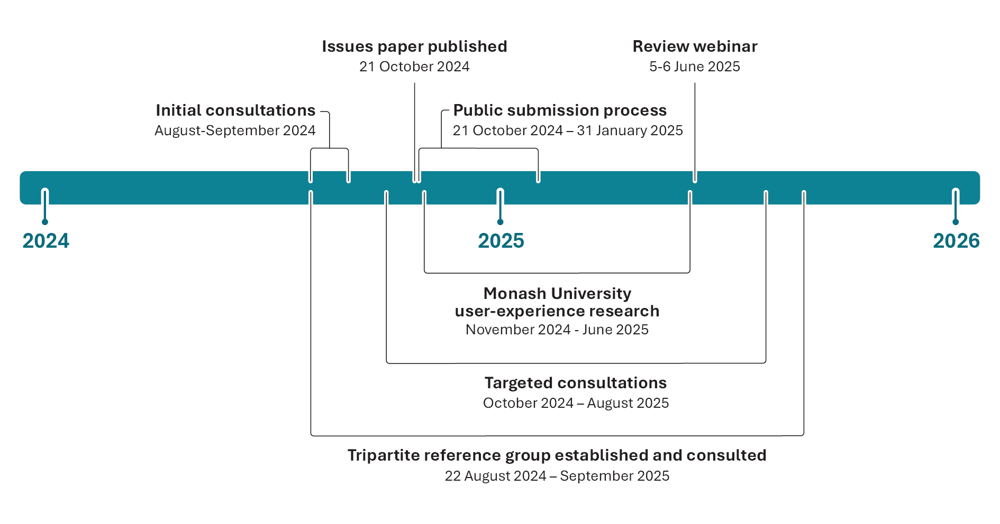 Issues paper published
21 October 2024
Review webinar
5-6 June 2025
Initial consultations
August-September 2024
Public submission process
21 October 2024 – 31 January 2025
2024
2025
2026
Monash University
user-experience research
November 2024 - June 2025
Targeted consultations
October 2024 – August 2025
Tripartite reference group established and consulted
22 August 2024 – September 2025